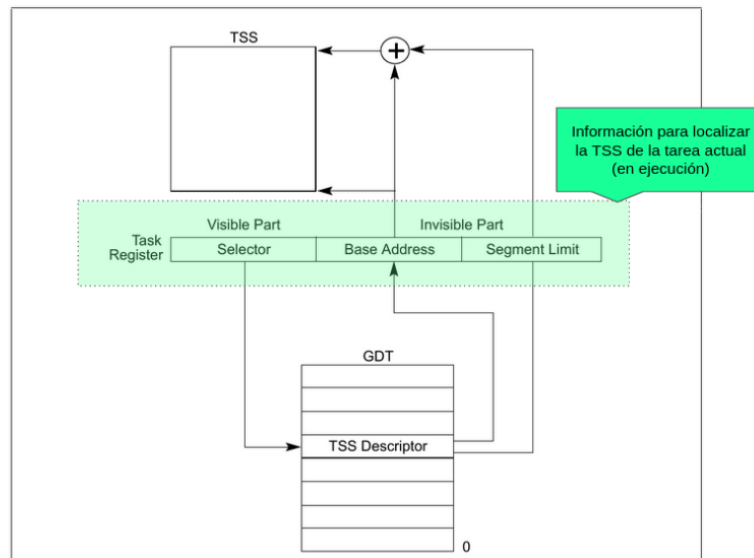 TSS
+
Información para localizar
la TSS de la tarea actual
(en ejecución)
Visible Part
Invisible Part
Task
Register
Selector
Base Address
Segment Limit
GDT
TSS Descriptor
0